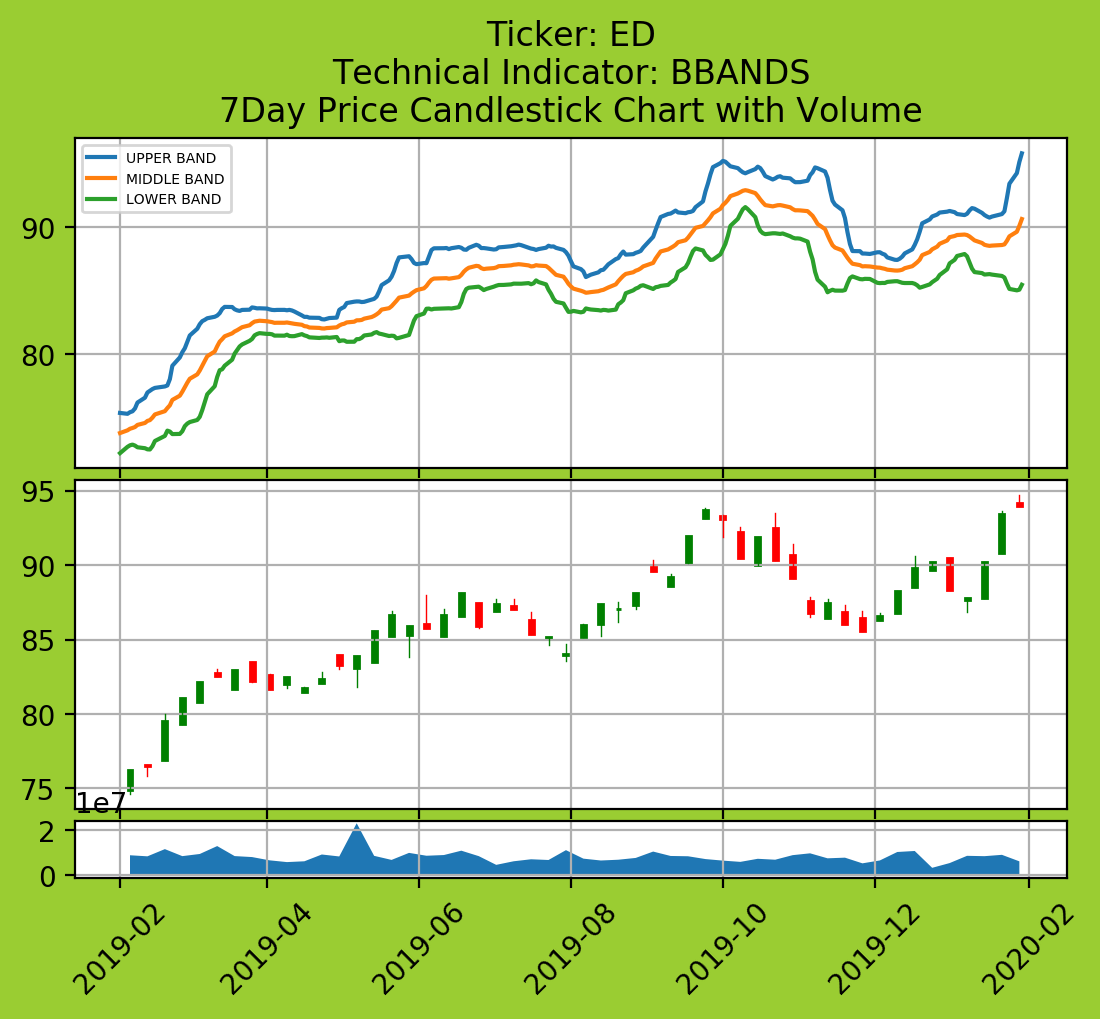 Ticker: ED
Technical Indicator: BBANDS
7Day Price Candlestick Chart with Volume
UPPER BAND
MIDDLE BAND
LOWER BAND
90
80
95
90
85
80
75
1e7
2
0
2019-02
2019-04
2019-06
2019-08
2019-10
2019-12
2020-02